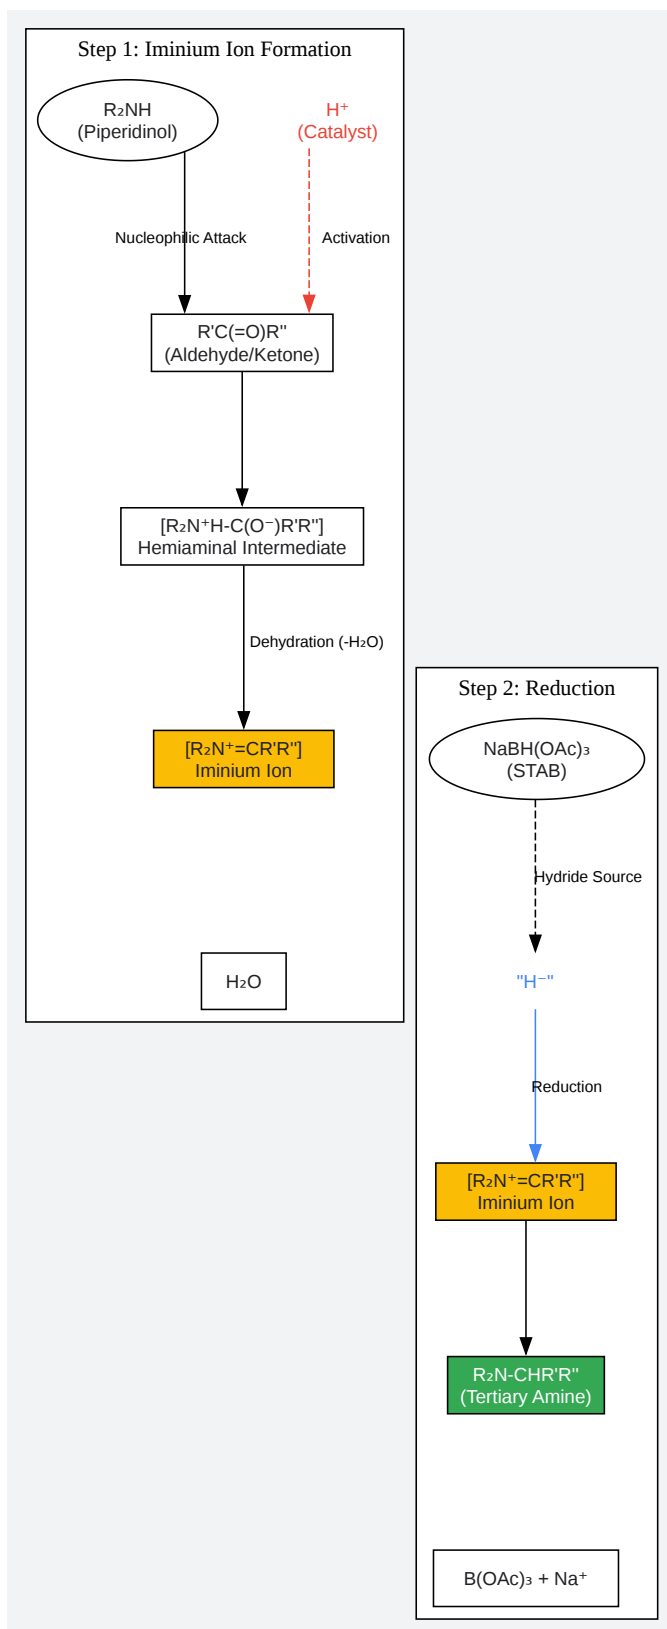 Step 1: Iminium Ion Formation
R₂NH
(Piperidinol)
H⁺
(Catalyst)
Nucleophilic Attack
Activation
R'C(=O)R"
(Aldehyde/Ketone)
[R₂N⁺H-C(O⁻)R'R"]
Hemiaminal Intermediate
Dehydration (-H₂O)
[R₂N⁺=CR'R"]
Iminium Ion
H₂O
Step 2: Reduction
NaBH(OAc)₃
(STAB)
Hydride Source
"H⁻"
Reduction
[R₂N⁺=CR'R"]
Iminium Ion
R₂N-CHR'R"
(Tertiary Amine)
B(OAc)₃ + Na⁺